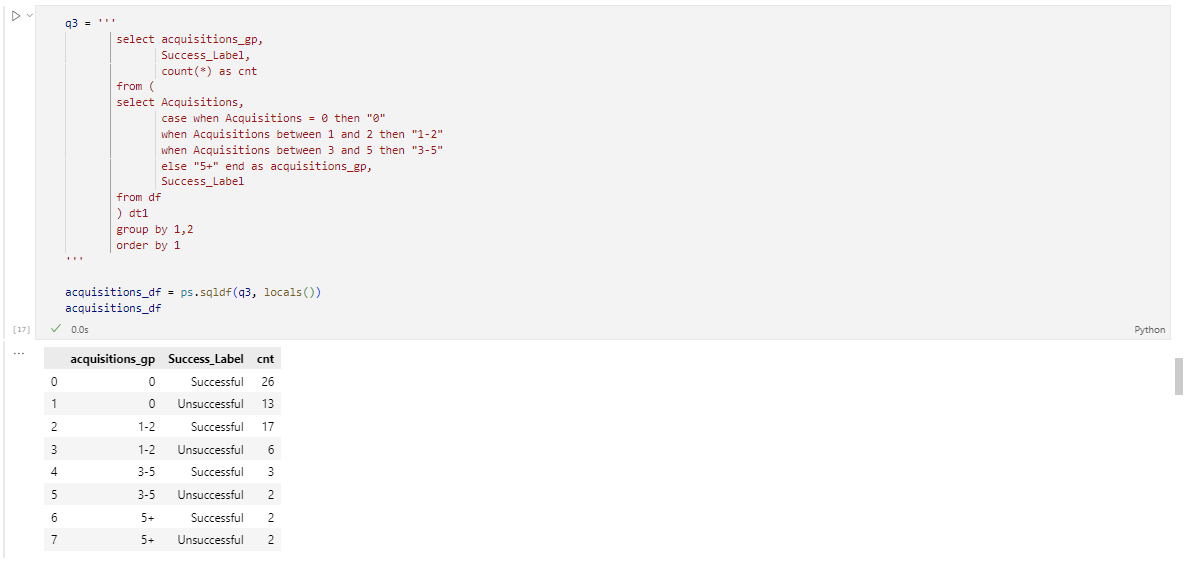 q3 = '''
select acquisitions_gp,
Success_Label,
count(*) as cnt
from (
select Acquisitions,
case when Acquisitions = 0 then "0"
when Acquisitions between 1 and 2 then "1-2"
when Acquisitions between 3 and 5 then "3-5"
else "5+" end as acquisitions_gp,
Success_Label
from df
) dt1
group by 1,2
order by 1
'''
acquisitions_df = ps.sqldf(q3, locals())
acquisitions_df
[17] ✓ 0.0s Python
... acquisitions_gp Success_Label cnt
0 0 Successful 26
1 0 Unsuccessful 13
2 1-2 Successful 17
3 1-2 Unsuccessful 6
4 3-5 Successful 3
5 3-5 Unsuccessful 2
6 5+ Successful 2
7 5+ Unsuccessful 2